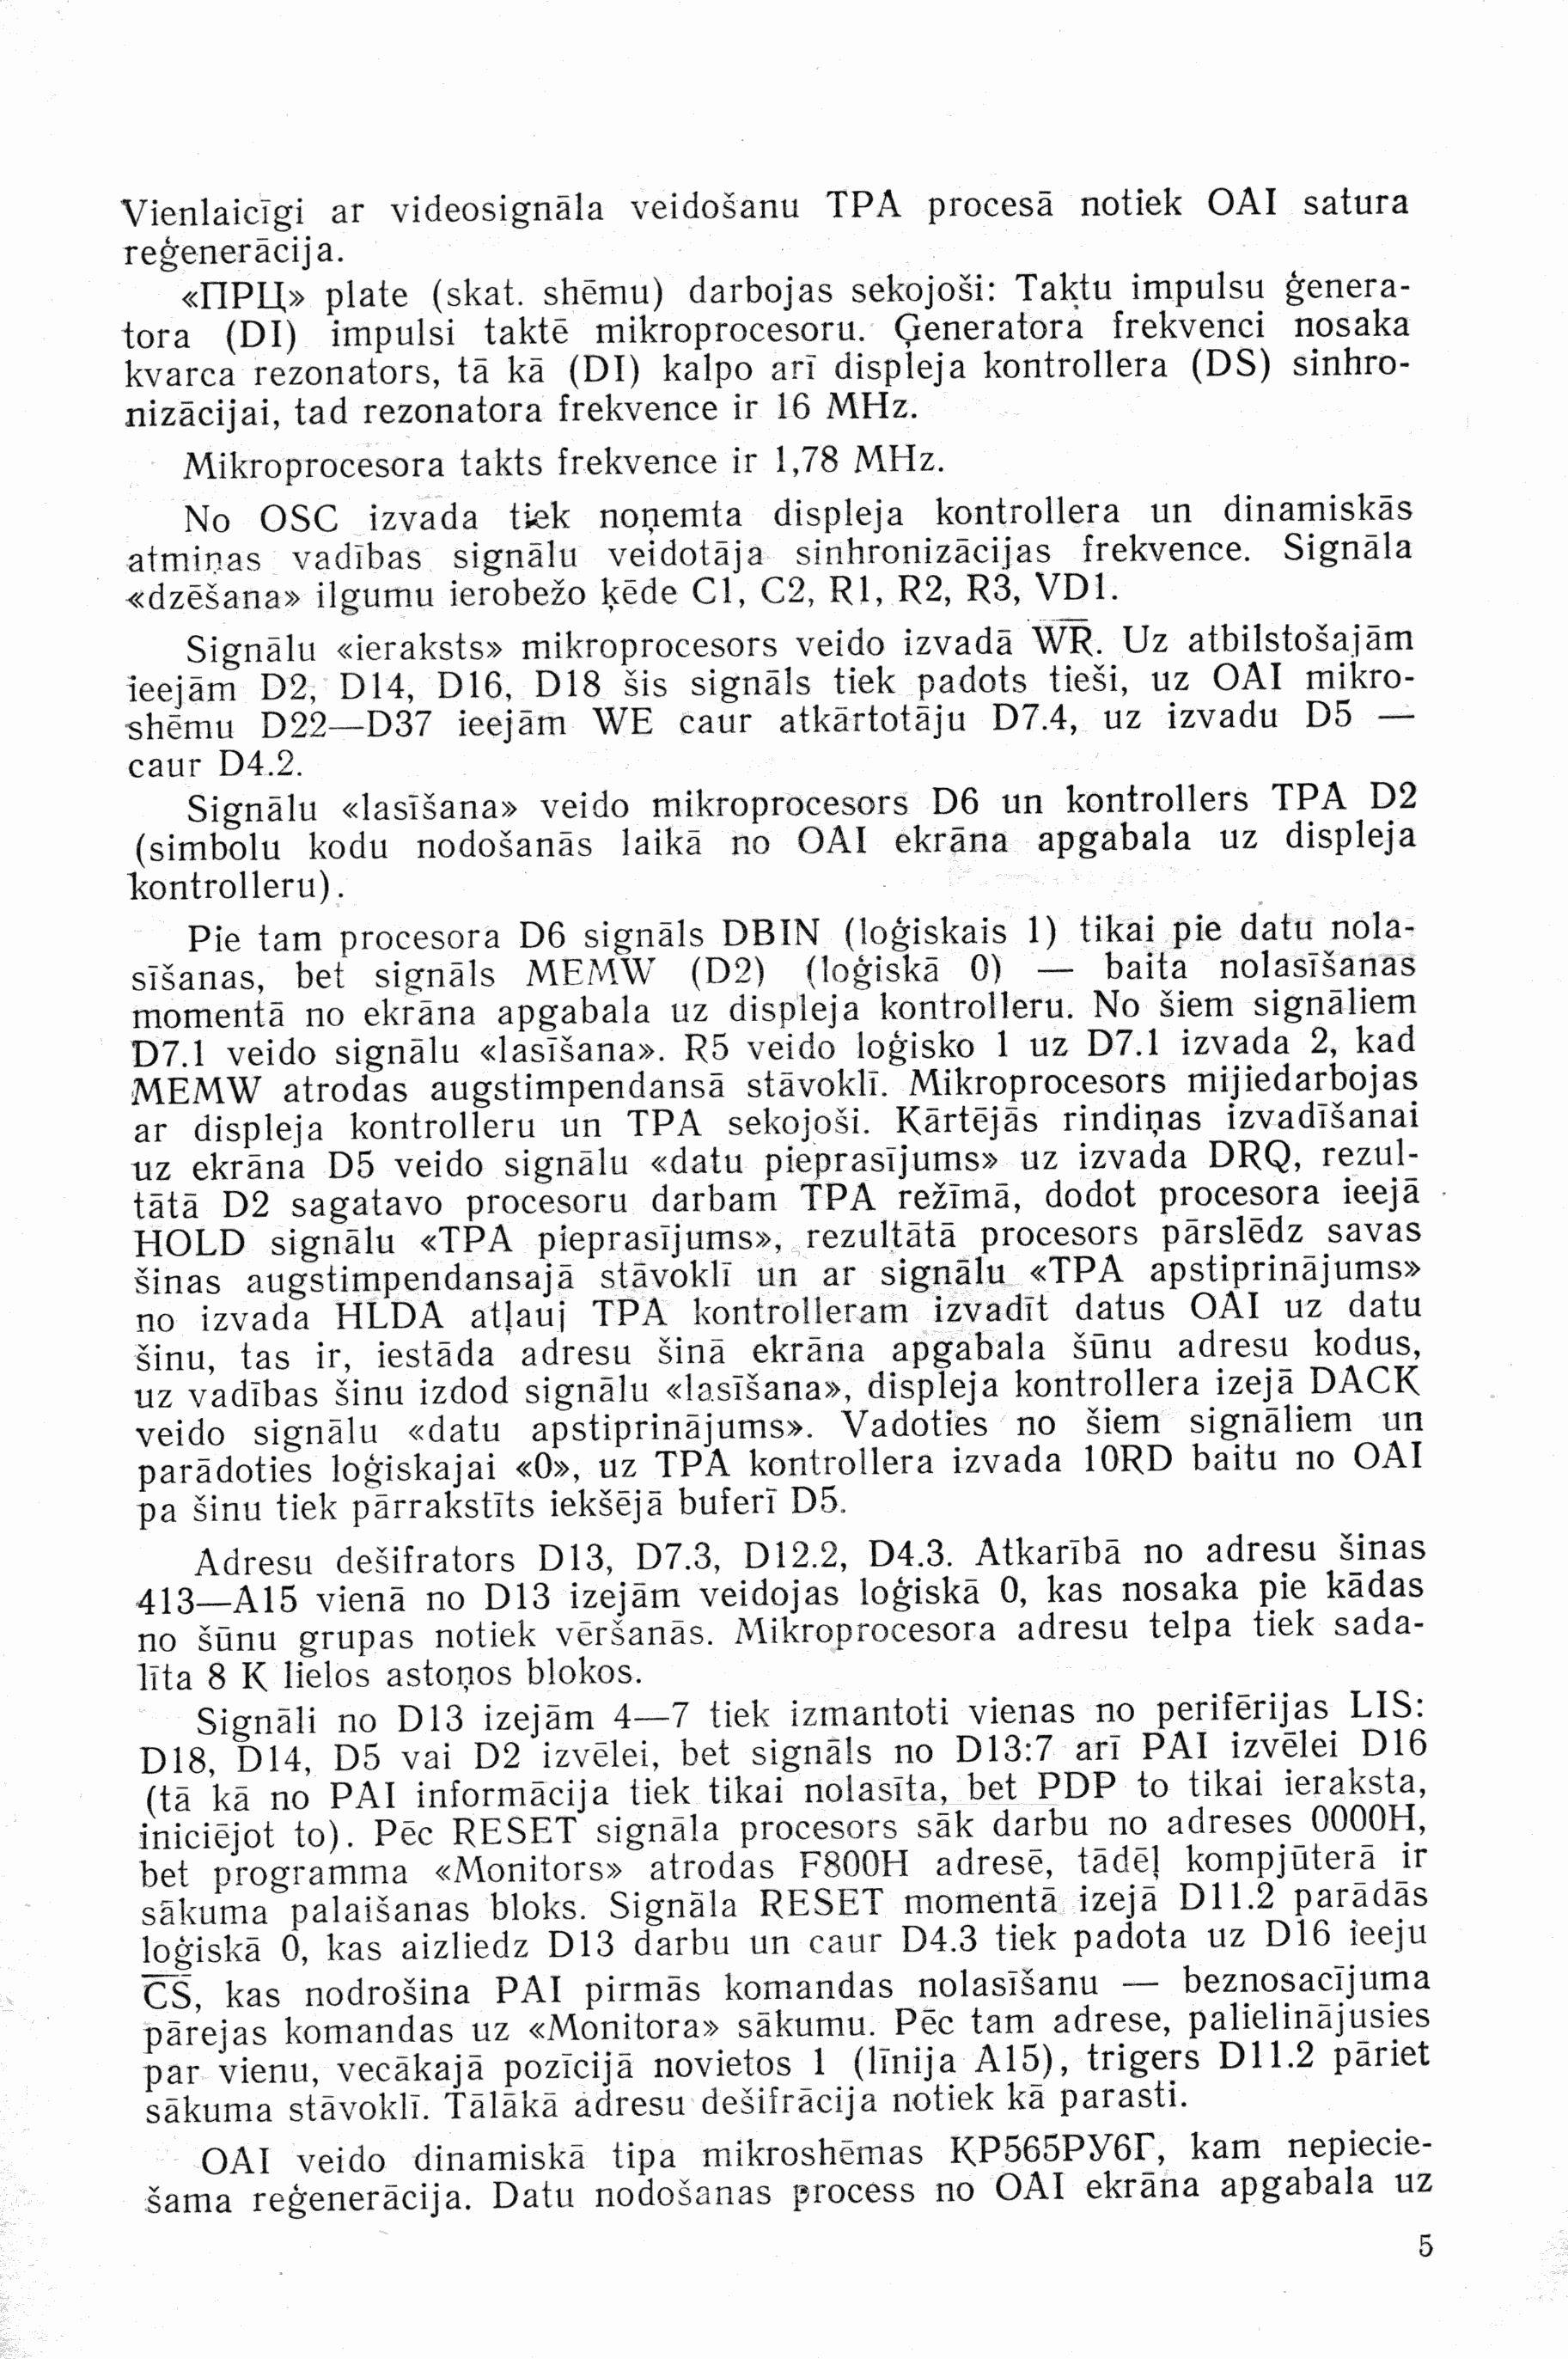 Vienlaicīgi ar videosignāla veidošanu TPA procesā notiek OAI satura
reģenerācija.
«ПРЦ» plate (skat. shēmu) darbojas sekojoši: Taktu impulsu ģenera-
tora (DI) impulsi taktē mikroprocesoru. Ģeneratora frekvenci nosaka
kvarca rezonators, tā kā (DI) kalpo arī displeja kontrollera (DS) sinhro-
nizācijai, tad rezonatora frekvence ir 16 MHz.
Mikroprocesora takts frekvence ir 1,78 MHz.
No OSC izvada tiek noņemta displeja kontrollera un dinamiskās
atmiņas vadības signālu veidotāja sinhronizācijas frekvence. Signāla
«dzēšana» ilgumu ierobežo ķēde C1, C2, R1, R2, R3, VD1.
Signālu «ieraksts» mikroprocesors veido izvadā W̅R̅. Uz atbilstošajām
ieejām D2, D14, D16, D18 šis signāls tiek padots tieši, uz OAI mikro-
shēmu D22—D37 ieejām WE caur atkārtotāju D7.4, uz izvadu D5 —
caur D4.2.
Signālu «lasīšana» veido mikroprocesors D6 un kontrollers TPA D2
(simbolu kodu nodošanās laikā no OAI ekrāna apgabala uz displeja
kontrolleru).
Pie tam procesora D6 signāls DBIN (loģiskais 1) tikai pie datu nola-
sīšanas, bet signāls MEMW (D2) (loģiskā 0) — baita nolasīšanas
momentā no ekrāna apgabala uz displeja kontrolleru. No šiem signāliem
D7.1 veido signālu «lasīšana». R5 veido loģisko 1 uz D7.1 izvada 2, kad
MEMW atrodas augstimpendansā stāvoklī. Mikroprocesors mijiedarbojas
ar displeja kontrolleru un TPA sekojoši. Kārtējās rindiņas izvadīšanai
uz ekrāna D5 veido signālu «datu pieprasījums» uz izvada DRQ, rezul-
tātā D2 sagatavo procesoru darbam TPA režīmā, dodot procesora ieejā
HOLD signālu «TPA pieprasījums», rezultātā procesors pārslēdz savas
šinas augstimpendansajā stāvoklī un ar signālu «TPA apstiprinājums»
no izvada HLDA atļauj TPA kontrolleram izvadīt datus OAI uz datu
šinu, tas ir, iestāda adresu šinā ekrāna apgabala šūnu adresu kodus,
uz vadības šinu izdod signālu «lasīšana», displeja kontrollera izejā DACK
veido signālu «datu apstiprinājums». Vadoties no šiem signāliem un
parādoties loģiskajai «0», uz TPA kontrollera izvada 10RD baitu no OAI
pa šinu tiek pārrakstīts iekšējā buferī D5.
Adresu dešifrators D13, D7.3, D12.2, D4.3. Atkarībā no adresu šinas
413—A15 vienā no D13 izejām veidojas loģiskā 0, kas nosaka pie kādas
no šūnu grupas notiek vēršanās. Mikroprocesora adresu telpa tiek sada-
līta 8 K lielos astoņos blokos.
Signāli no D13 izejām 4—7 tiek izmantoti vienas no perifērijas LIS:
D18, D14, D5 vai D2 izvēlei, bet signāls no D13:7 arī PAI izvēlei D16
(tā kā no PAI informācija tiek tikai nolasīta, bet PDP to tikai ieraksta,
iniciējot to). Pēc RESET signāla procesors sāk darbu no adreses 0000H,
bet programma «Monitors» atrodas F800H adresē, tādēļ kompjūterā ir
sākuma palaišanas bloks. Signāla RESET momentā izejā D11.2 parādās
loģiskā 0, kas aizliedz D13 darbu un caur D4.3 tiek padota uz D16 ieeju
C̅S̅, kas nodrošina PAI pirmās komandas nolasīšanu — beznosacījuma
pārejas komandas uz «Monitora» sākumu. Pēc tam adrese, palielinājusies
par vienu, vecākajā pozīcijā novietos 1 (līnija A15), trigers D11.2 pāriet
sākuma stāvoklī. Tālākā adresu dešifrācija notiek kā parasti.
OAI veido dinamiskā tipa mikroshēmas КР565РУ6Г, kam nepiecie-
šama reģenerācija. Datu nodošanas process no OAI ekrāna apgabala uz
5